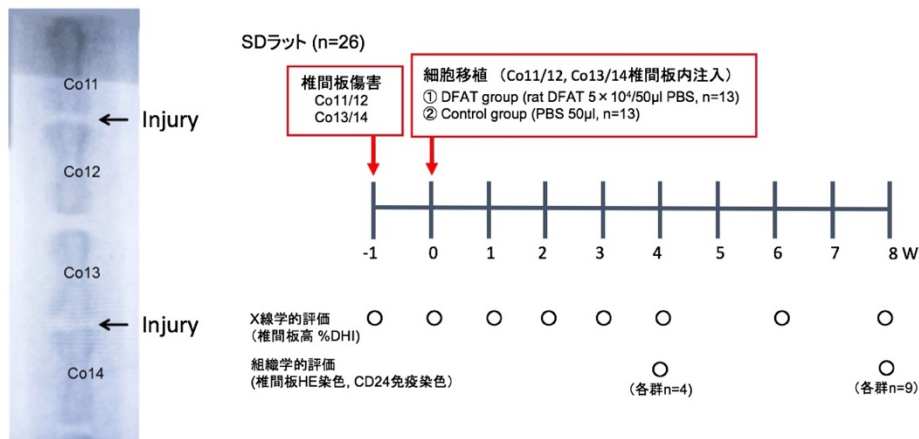 Co11
Injury
Co12
Co13
Injury
Co14
SDラット (n=26)
椎間板傷害
Co11/12
Co13/14
細胞移植 （Co11/12, Co13/14椎間板内注入）
① DFAT group (rat DFAT 5×10⁴/50μl PBS, n=13)
② Control group (PBS 50μl, n=13)
-1 0 1 2 3 4 5 6 7 8 W
X線学的評価
(椎間板高 %DHI)
組織学的評価
(椎間板HE染色, CD24免疫染色）
（各群n=4） （各群n=9）